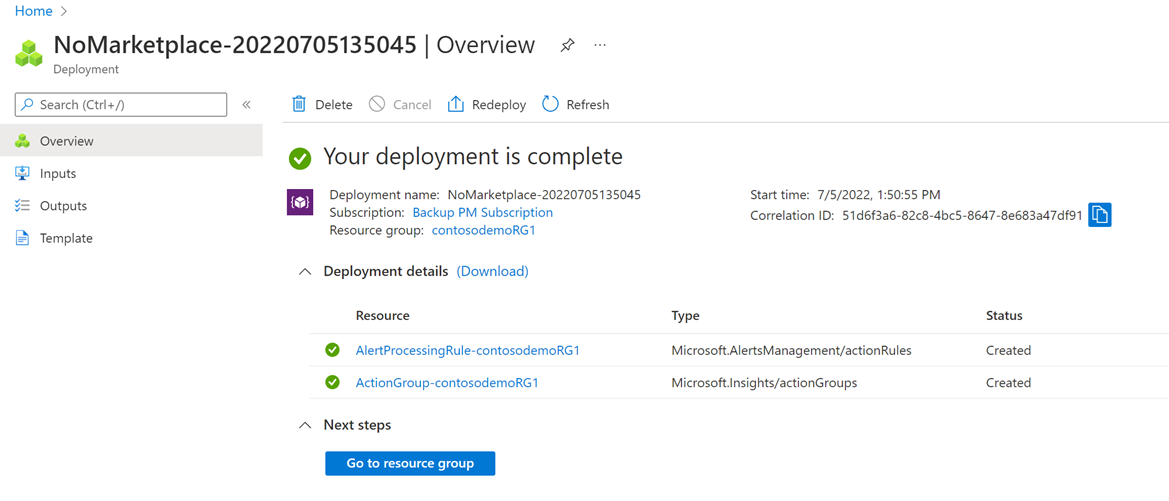 Home
NoMarketplace-20220705135045 | Overview
Deployment
Search (Ctrl+/)
Overview
Inputs
Outputs
Template
Delete Cancel Redeploy Refresh
Your deployment is complete
Deployment name: NoMarketplace-20220705135045
Subscription: Backup PM Subscription
Resource group: contosodemoRG1
Start time: 7/5/2022, 1:50:55 PM
Correlation ID: 51d6f3a6-82c8-4bc5-8647-8e683a47df91
Deployment details (Download)
Resource Type Status
AlertProcessingRule-contosodemoRG1 Microsoft.AlertsManagement/actionRules Created
ActionGroup-contosodemoRG1 Microsoft.Insights/actionGroups Created
Next steps
Go to resource group